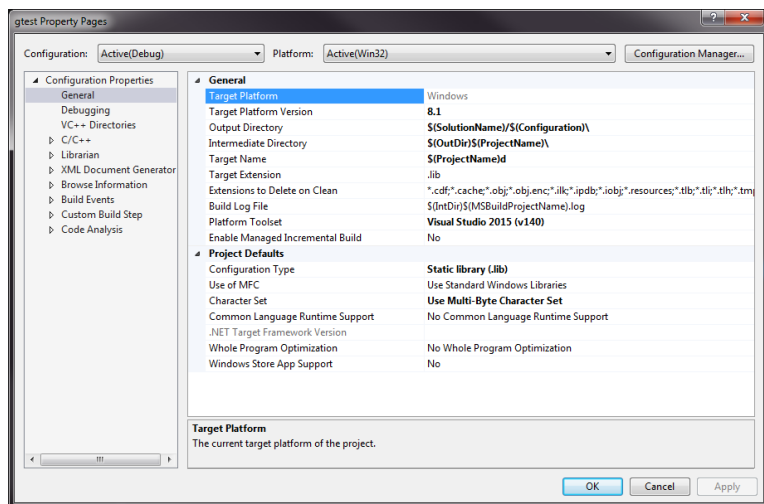 gtest Property Pages
Configuration: Active(Debug) Platform: Active(Win32) Configuration Manager...
Configuration Properties
General
Debugging
VC++ Directories
C/C++
Librarian
XML Document Generator
Browse Information
Build Events
Custom Build Step
Code Analysis
General
Target Platform Windows
Target Platform Version 8.1
Output Directory $(SolutionName)/$(Configuration)\
Intermediate Directory $(OutDir)$(ProjectName)\
Target Name $(ProjectName)d
Target Extension .lib
Extensions to Delete on Clean *.cdf;*.cache;*.obj;*.obj.enc;*.ilk;*.ipdb;*.iobj;*.resources;*.tlb;*.tli;*.tlh;*.tmp
Build Log File $(IntDir)$(MSBuildProjectName).log
Platform Toolset Visual Studio 2015 (v140)
Enable Managed Incremental Build No
Project Defaults
Configuration Type Static library (.lib)
Use of MFC Use Standard Windows Libraries
Character Set Use Multi-Byte Character Set
Common Language Runtime Support No Common Language Runtime Support
.NET Target Framework Version
Whole Program Optimization No Whole Program Optimization
Windows Store App Support No
Target Platform
The current target platform of the project.
OK Cancel Apply